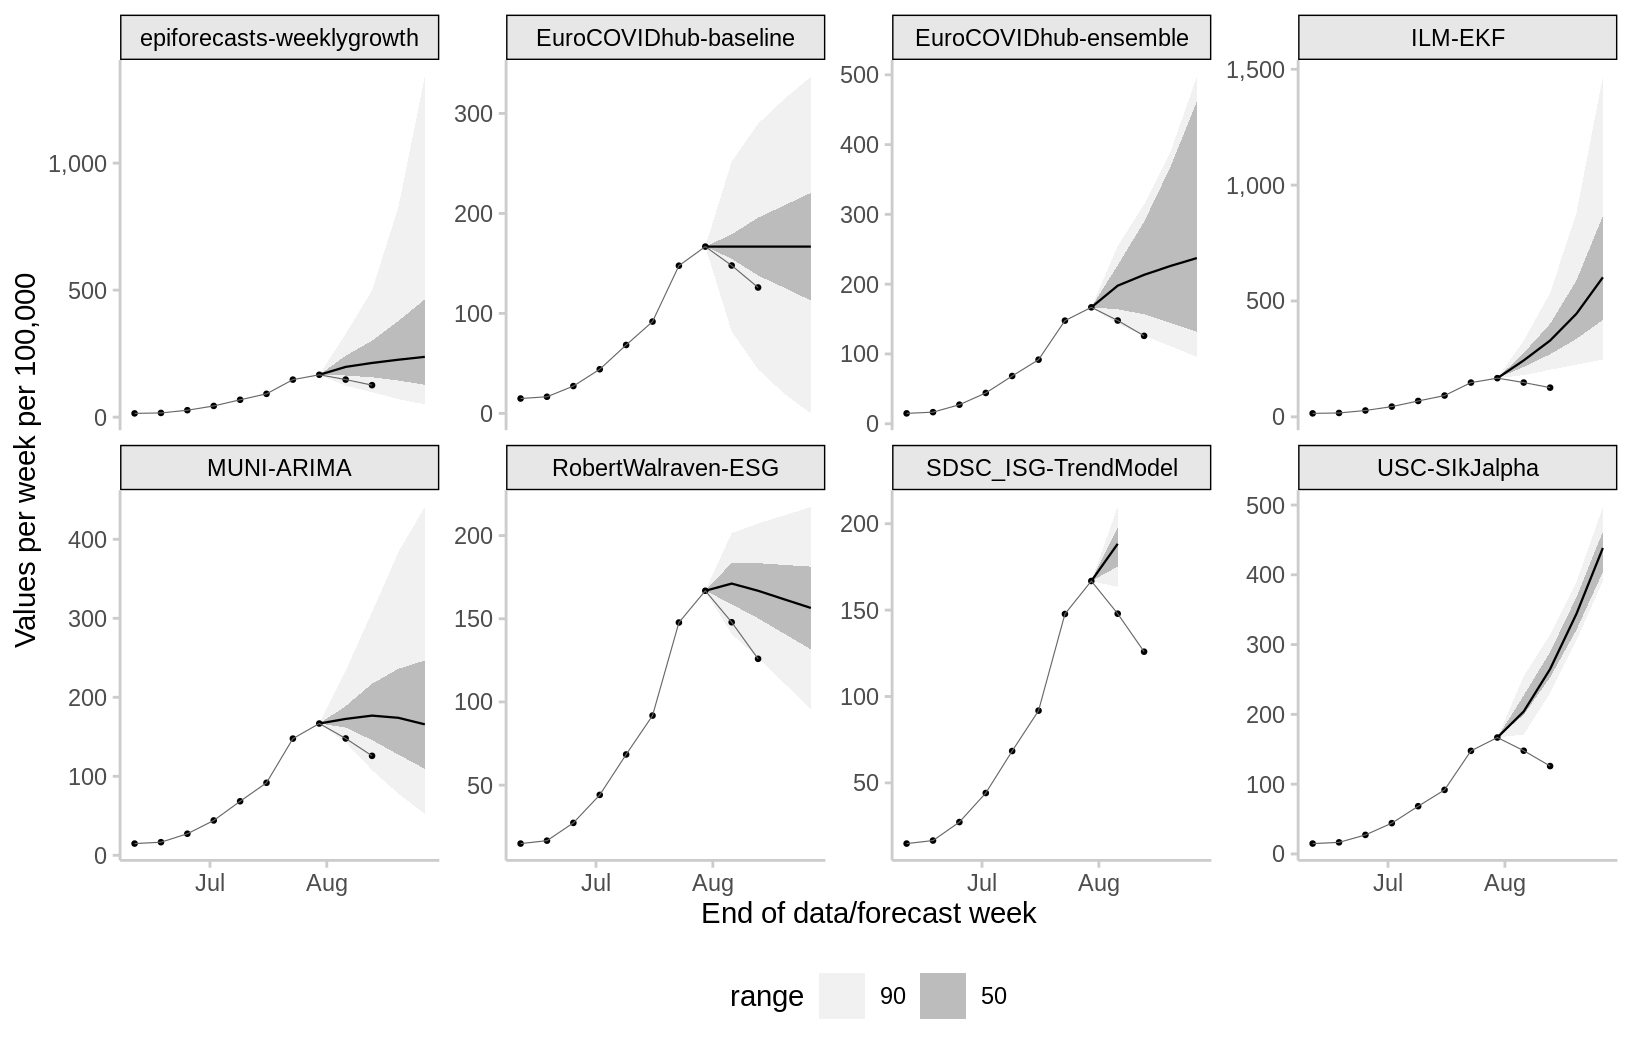 epiforecasts-weeklygrowth
EuroCOVIDhub-baseline
EuroCOVIDhub-ensemble
ILM-EKF
1,000
500
0
300
200
100
0
500
400
300
200
100
0
1,500
1,000
500
0
Values per week per 100,000
MUNI-ARIMA
RobertWalraven-ESG
SDSC_ISG-TrendModel
USC-SIkJalpha
400
300
200
100
0
200
150
100
50
200
150
100
50
500
400
300
200
100
0
Jul Aug
Jul Aug
Jul Aug
Jul Aug
End of data/forecast week
range 90 50